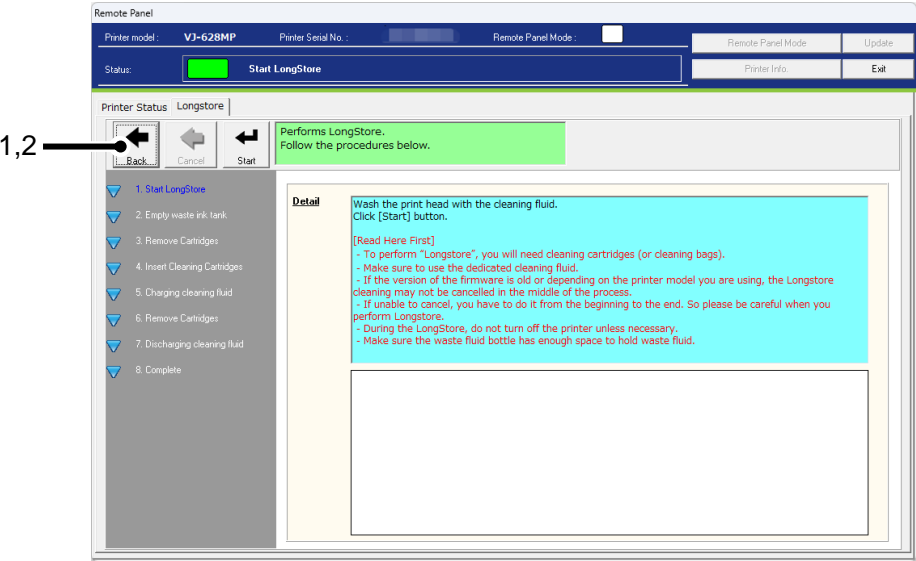 Remote Panel
Printer model : VJ-628MP Printer Serial No. : Remote Panel Mode : Remote Panel Mode Update
Status: Start LongStore Printer Info. Exit
Printer Status Longstore
1,2
Back Cancel Start
Performs LongStore.
Follow the procedures below.
1. Start LongStore
2. Empty waste ink tank
3. Remove Cartridges
4. Insert Cleaning Cartridges
5. Charging cleaning fluid
6. Remove Cartridges
7. Discharging cleaning fluid
8. Complete
Detail
Wash the print head with the cleaning fluid.
Click [Start] button.
[Read Here First]
- To perform "Longstore", you will need cleaning cartridges (or cleaning bags).
- Make sure to use the dedicated cleaning fluid.
- If the version of the firmware is old or depending on the printer model you are using, the Longstore
cleaning may not be cancelled in the middle of the process.
- If unable to cancel, you have to do it from the beginning to the end. So please be careful when you
perform Longstore.
- During the LongStore, do not turn off the printer unless necessary.
- Make sure the waste fluid bottle has enough space to hold waste fluid.